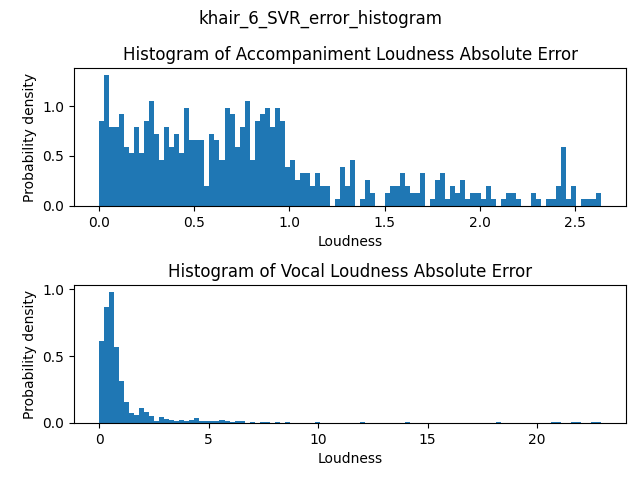 khair_6_SVR_error_histogram
Histogram of Accompaniment Loudness Absolute Error
Probability density
1.0
0.5
0.0
0.0 0.5 1.0 1.5 2.0 2.5
Loudness
Histogram of Vocal Loudness Absolute Error
Probability density
1.0
0.5
0.0
0 5 10 15 20
Loudness